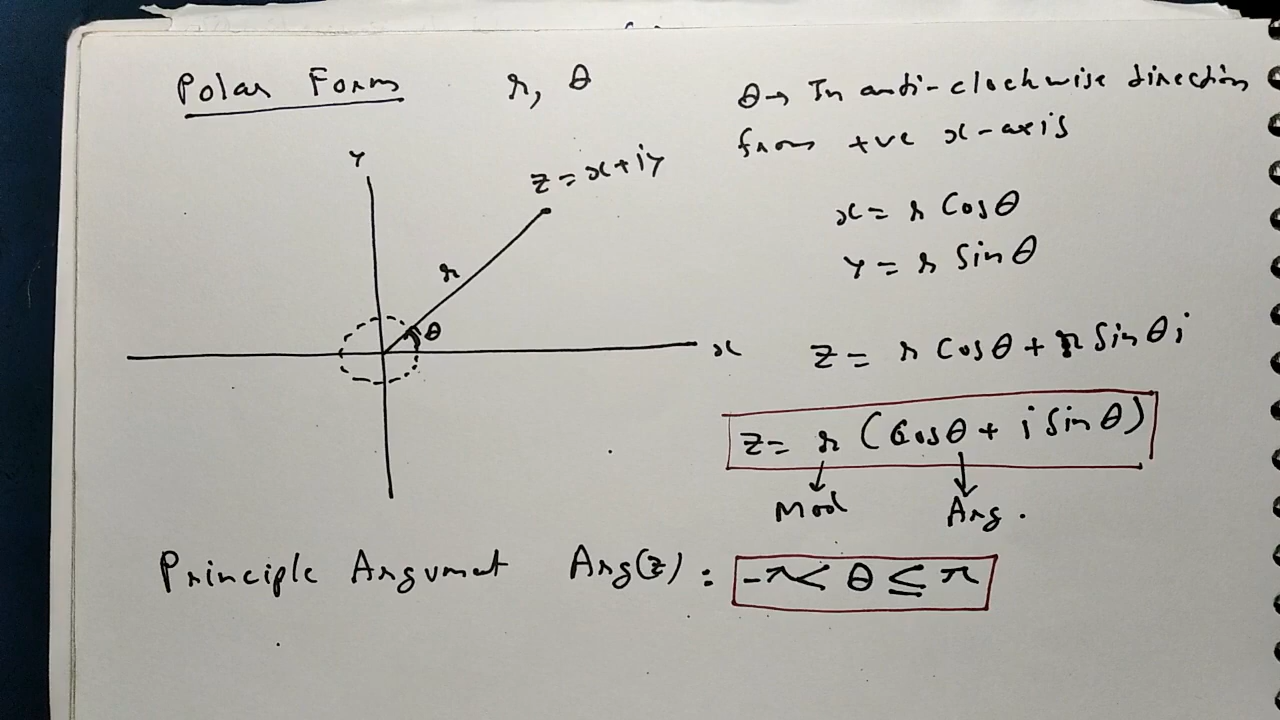 Polar Form r, θ
θ → In anti-clockwise direction
from +ve x-axis
Y
z = x+iy
r
θ
x
x = r Cosθ
y = r Sinθ
z = r Cosθ + r Sinθ i
z = r (Cosθ + i Sinθ)
Mod Arg.
Principle Argumet Arg(z) : -π < θ ≤ π